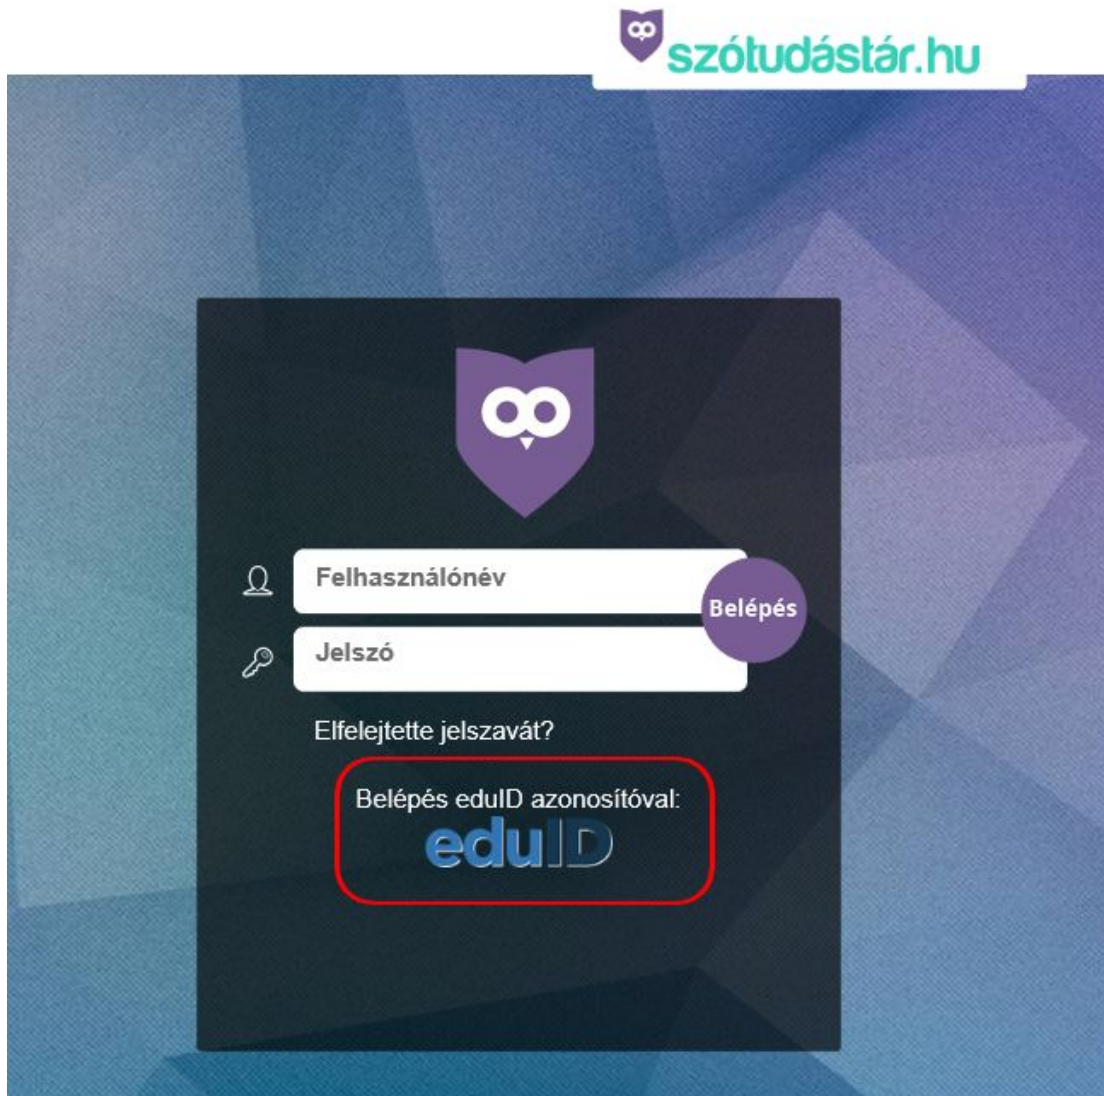 szótudástár.hu
Felhasználónév
Belépés
Jelszó
Elfelejtette jelszavát?
Belépés eduID azonosítóval:
eduID